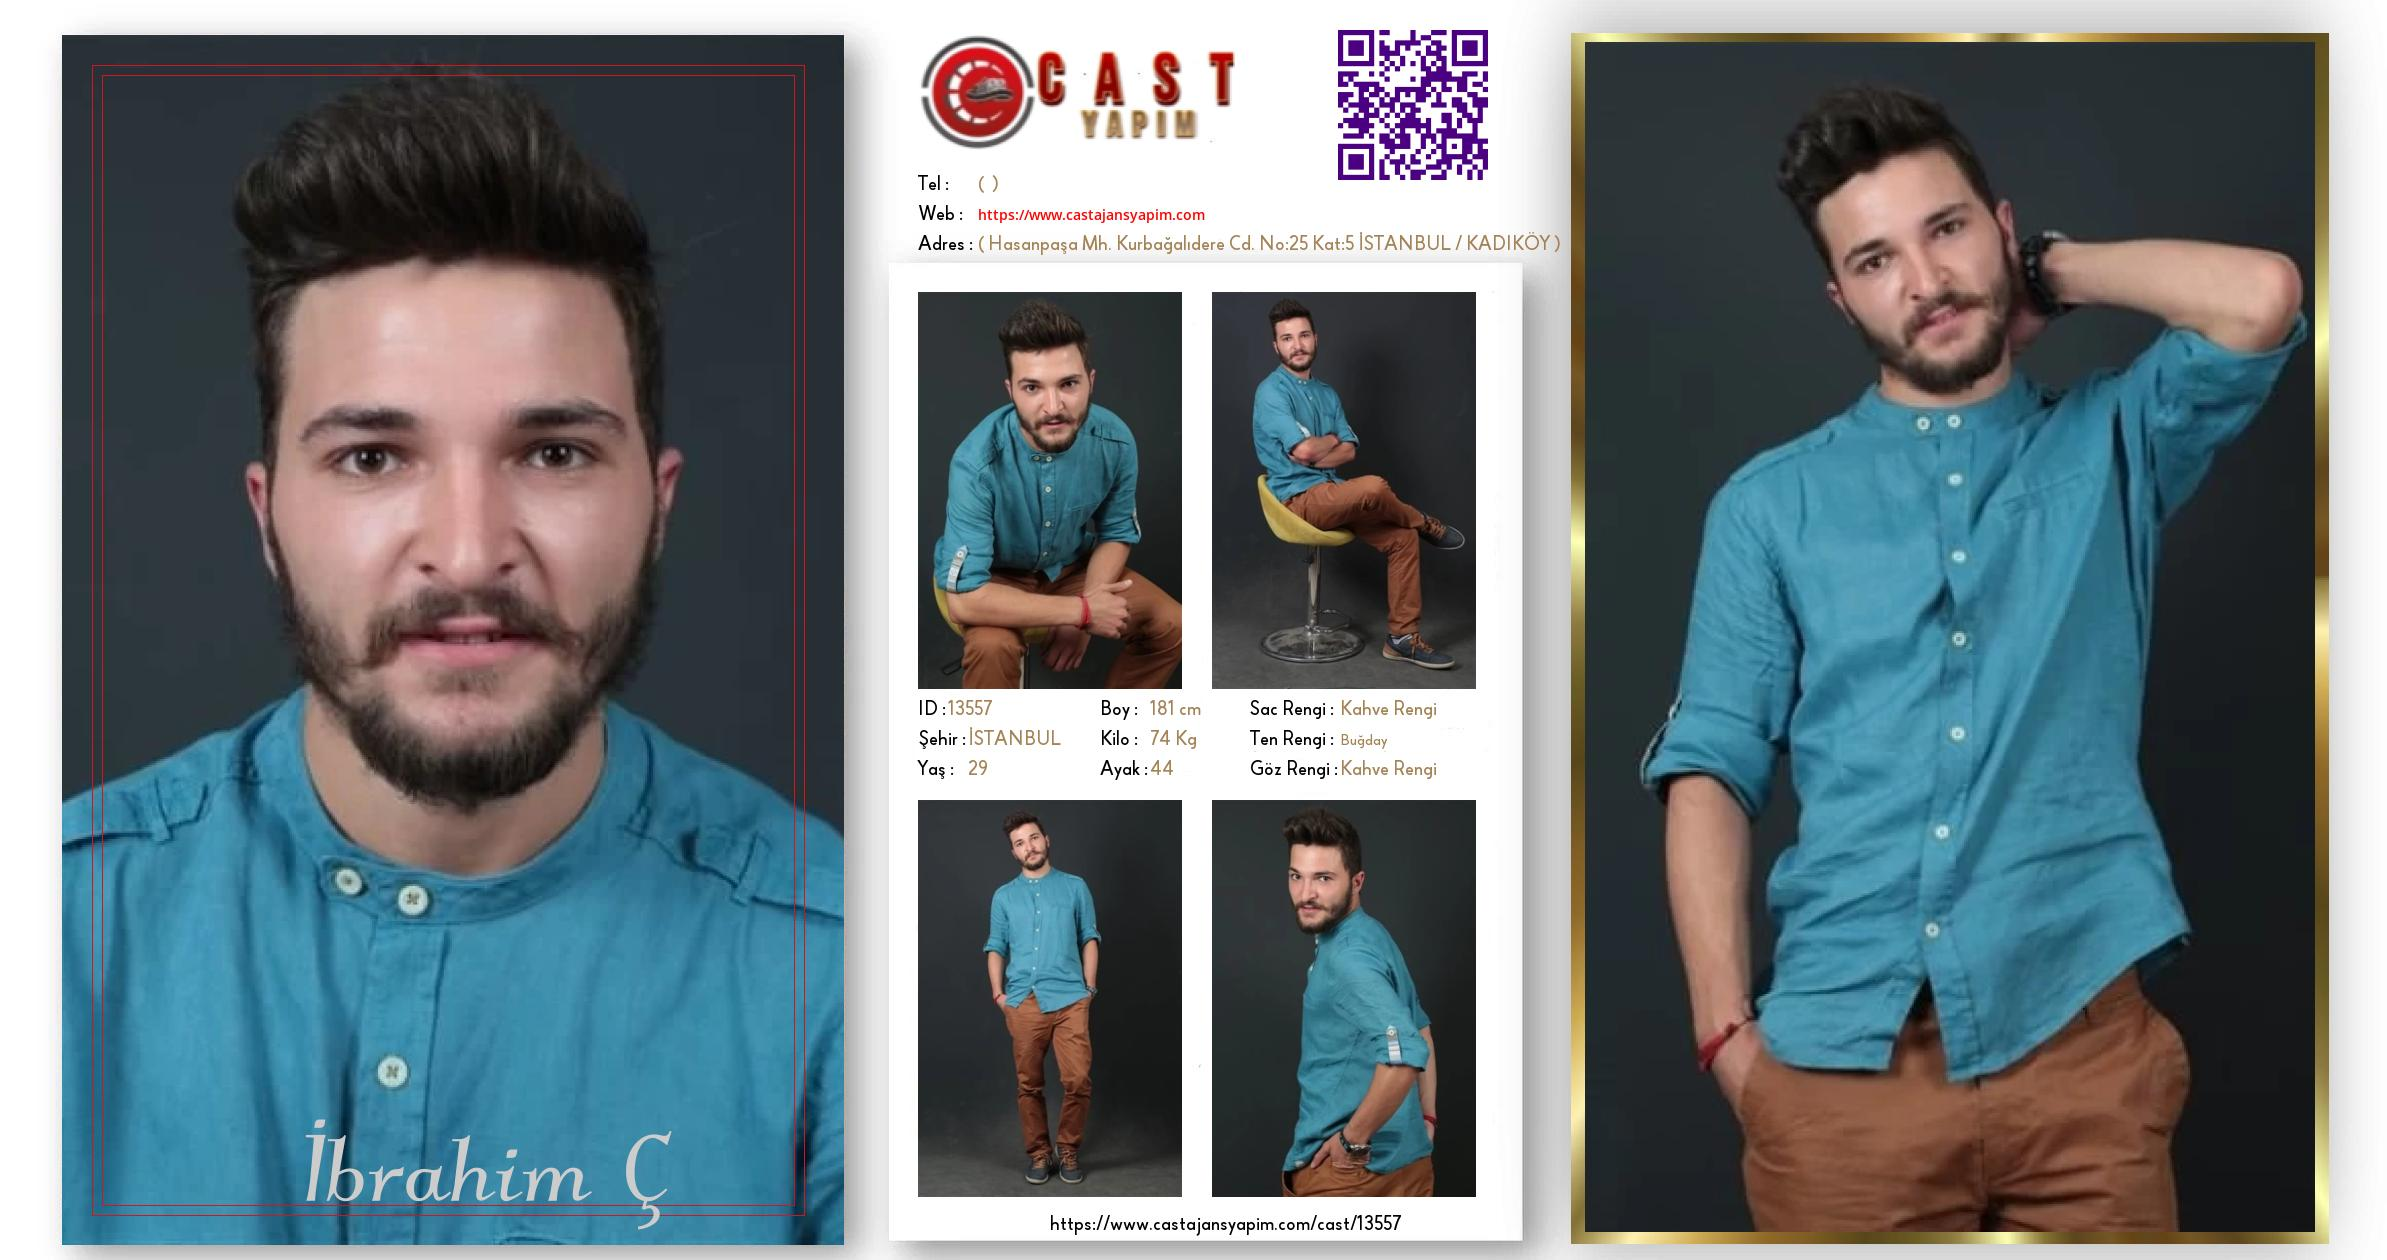 İbrahim Ç
CAST
YAPIM
Tel : ( )
Web : https://www.castajansyapim.com
Adres : ( Hasanpaşa Mh. Kurbağalıdere Cd. No:25 Kat:5 İSTANBUL / KADIKÖY )
ID : 13557 Boy : 181 cm Sac Rengi : Kahve Rengi
Şehir : İSTANBUL Kilo : 74 Kg Ten Rengi : Buğday
Yaş : 29 Ayak : 44 Göz Rengi : Kahve Rengi
https://www.castajansyapim.com/cast/13557